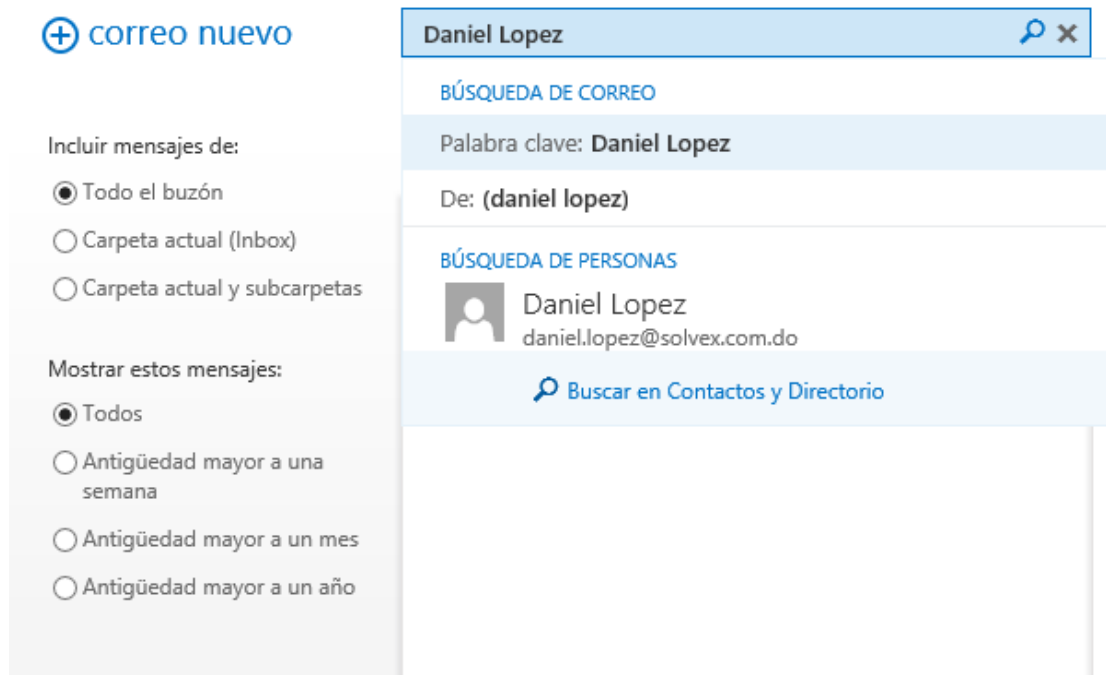 correo nuevo
Incluir mensajes de:
Todo el buzón
Carpeta actual (Inbox)
Carpeta actual y subcarpetas
Mostrar estos mensajes:
Todos
Antigüedad mayor a una
semana
Antigüedad mayor a un mes
Antigüedad mayor a un año
Daniel Lopez
BÚSQUEDA DE CORREO
Palabra clave: Daniel Lopez
De: (daniel lopez)
BÚSQUEDA DE PERSONAS
Daniel Lopez
daniel.lopez@solvex.com.do
Buscar en Contactos y Directorio